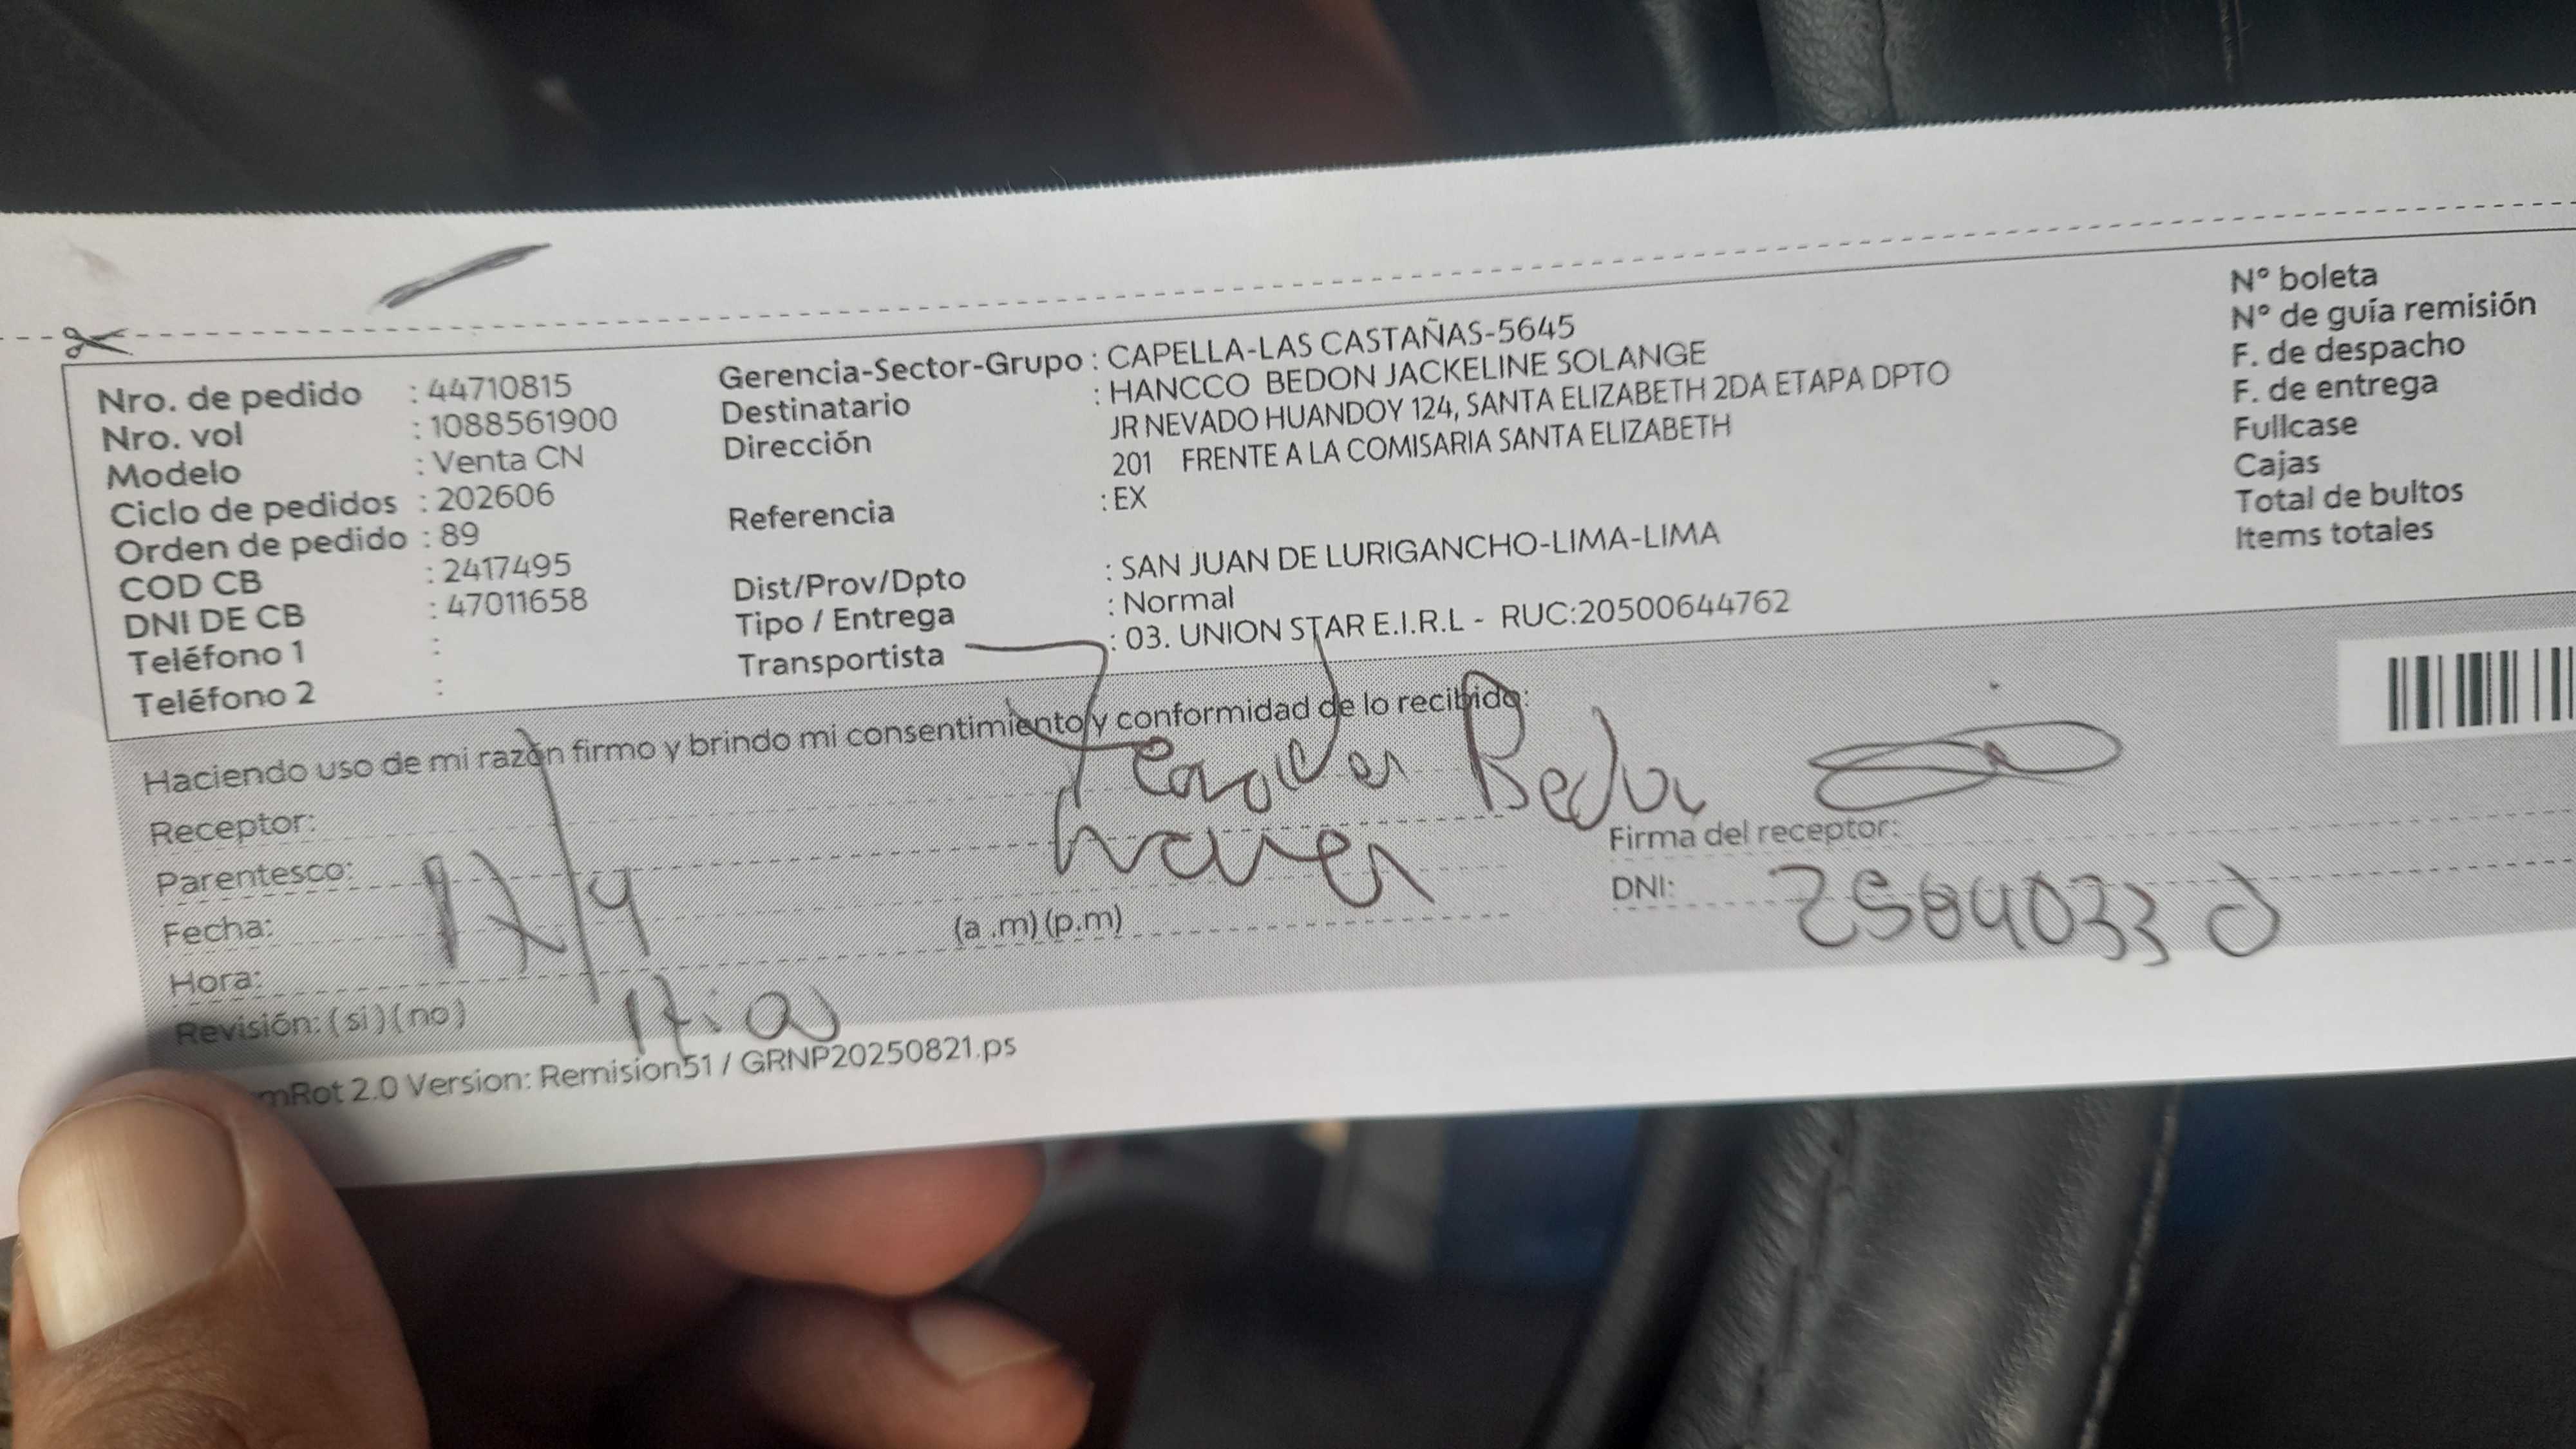 Nro. de pedido : 44710815
Nro. vol : 1088561900
Modelo : Venta CN
Ciclo de pedidos : 202606
Orden de pedido : 89
COD CB : 2417495
DNI DE CB : 47011658
Teléfono 1 :
Teléfono 2 :
Gerencia-Sector-Grupo : CAPELLA-LAS CASTAÑAS-5645
Destinatario : HANCCO BEDON JACKELINE SOLANGE
Dirección JR NEVADO HUANDOY 124, SANTA ELIZABETH 2DA ETAPA DPTO
201 FRENTE A LA COMISARIA SANTA ELIZABETH
Referencia : EX
Dist/Prov/Dpto : SAN JUAN DE LURIGANCHO-LIMA-LIMA
Tipo / Entrega : Normal
Transportista : 03. UNION STAR E.I.R.L - RUC:20500644762
N° boleta
N° de guía remisión
F. de despacho
F. de entrega
Fullcase
Cajas
Total de bultos
Items totales
Haciendo uso de mi razón firmo y brindo mi consentimiento y conformidad de lo recibido:
Receptor: Bedon
Parentesco:
Fecha: 17/4
Hora: (a .m) (p.m)
Revisión: ( si ) ( no )
Firma del receptor:
DNI:
mRot 2.0 Version: Remision51 / GRNP20250821.ps